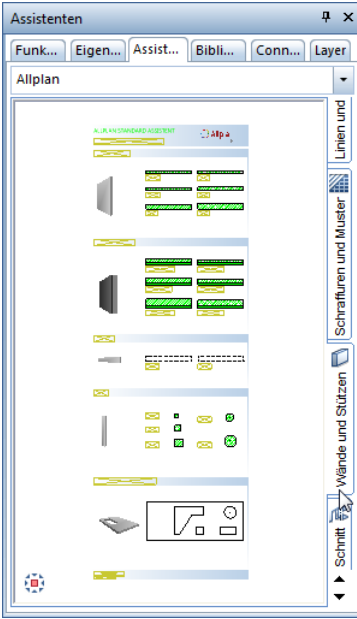 Assistenten
Funk... Eigen... Assist... Bibli... Conn... Layer
Allplan
ALLPLAN STANDARD ASSISTENT
Linien und
Schraffuren und Muster
Wände und Stützen
Schnitt